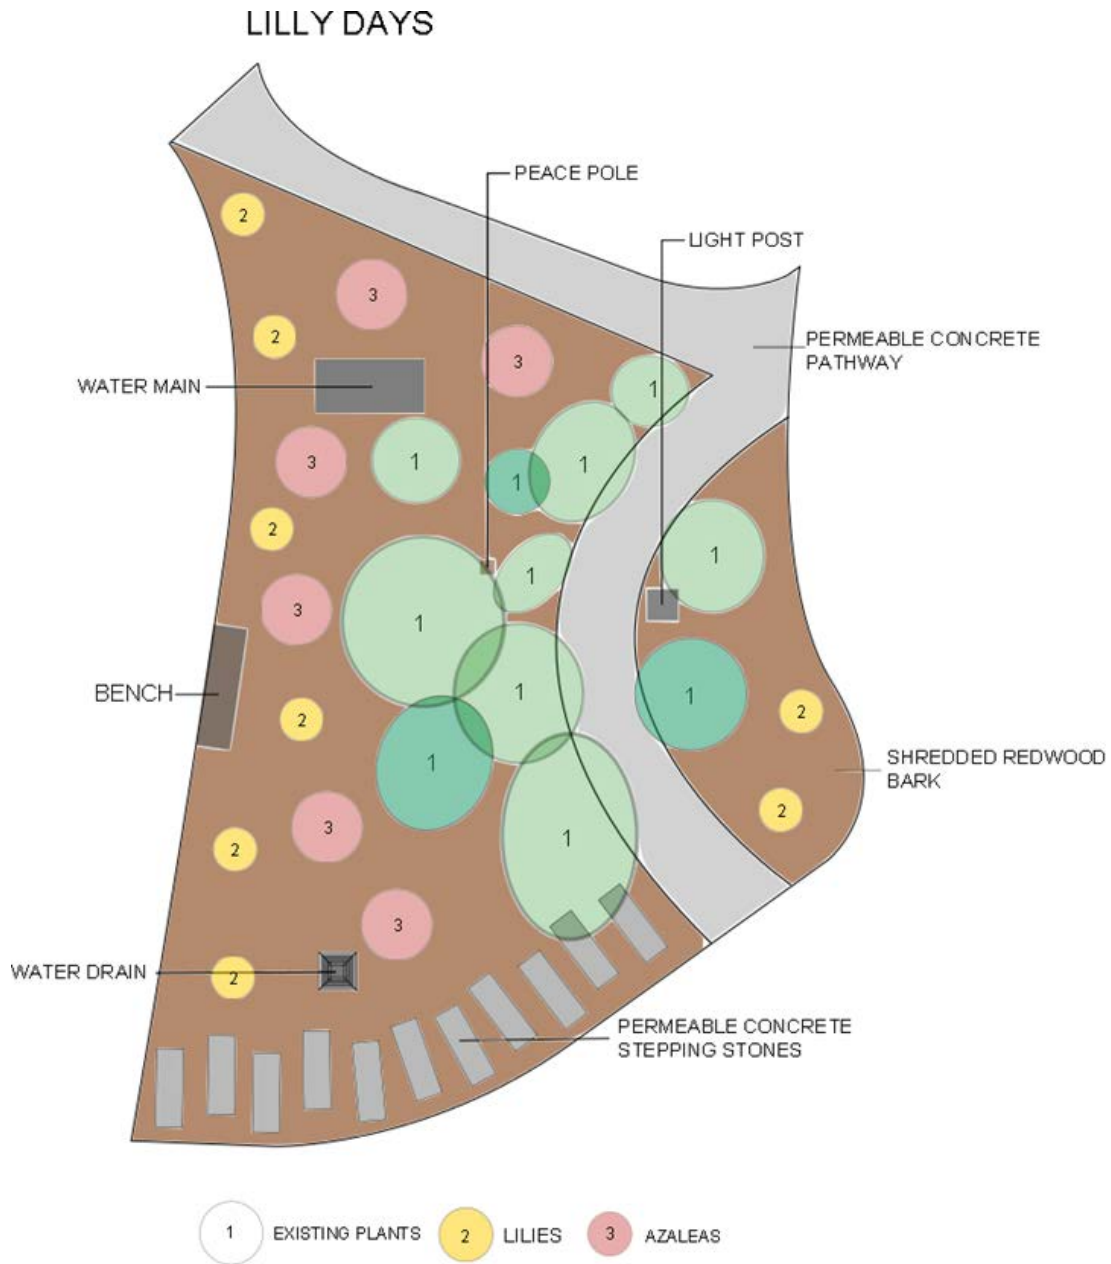 LILLY DAYS
PEACE POLE
LIGHT POST
2
3
PERMEABLE CONCRETE
PATHWAY
2
3
1
WATER MAIN
3
1
1
1
2
1
1
3
1
1
BENCH
1
1
2
2
1
SHREDDED REDWOOD
BARK
2
3
1
2
3
WATER DRAIN
2
PERMEABLE CONCRETE
STEPPING STONES
1 EXISTING PLANTS 2 LILIES 3 AZALEAS